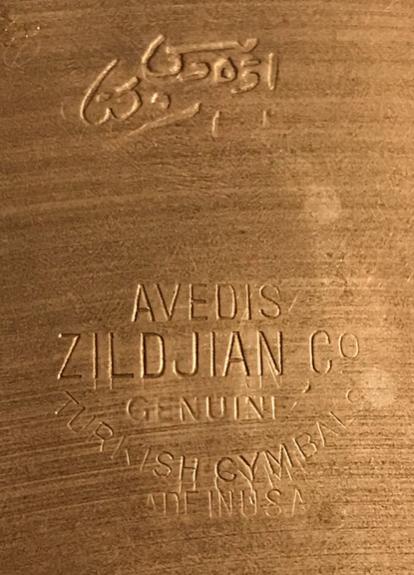 AVEDIS
ZILDJIAN Co
GENUINE
TURKISH CYMBALS
MADE IN U.S.A.